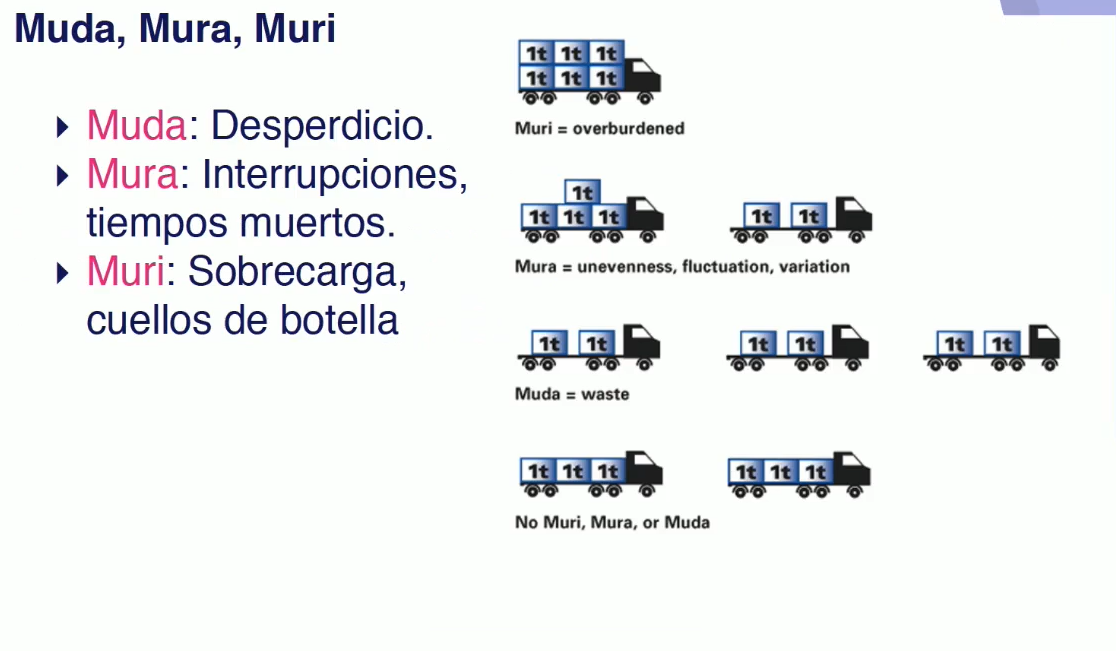 Muda, Mura, Muri
Muda: Desperdicio.
Mura: Interrupciones,
tiempos muertos.
Muri: Sobrecarga,
cuellos de botella
1t 1t 1t
1t 1t 1t
Muri = overburdened
1t
1t 1t 1t
1t 1t
Mura = unevenness, fluctuation, variation
1t 1t
1t 1t
1t 1t
Muda = waste
1t 1t 1t
1t 1t 1t
No Muri, Mura, or Muda